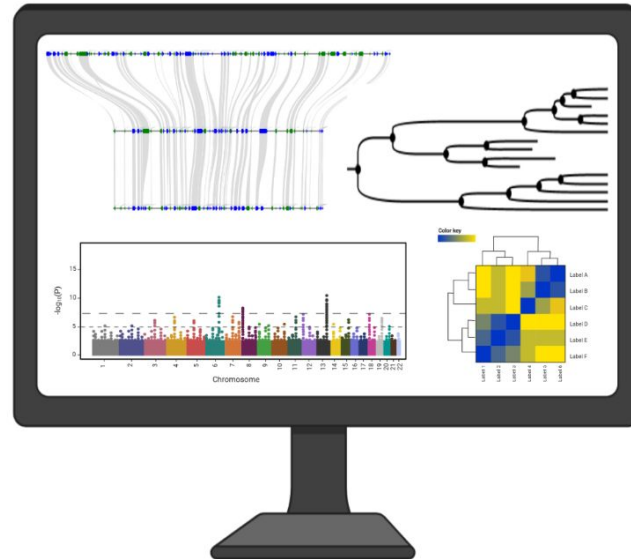 15
10
5
0
-log₁₀(P)
1 2 3 4 5 6 7 8 9 10 11 12 13 14 15 16 17 18 19 20 21 22
Chromosome
Color key
Label A
Label B
Label C
Label D
Label E
Label F
Label 1 Label 2 Label 3 Label 4 Label 5 Label 6